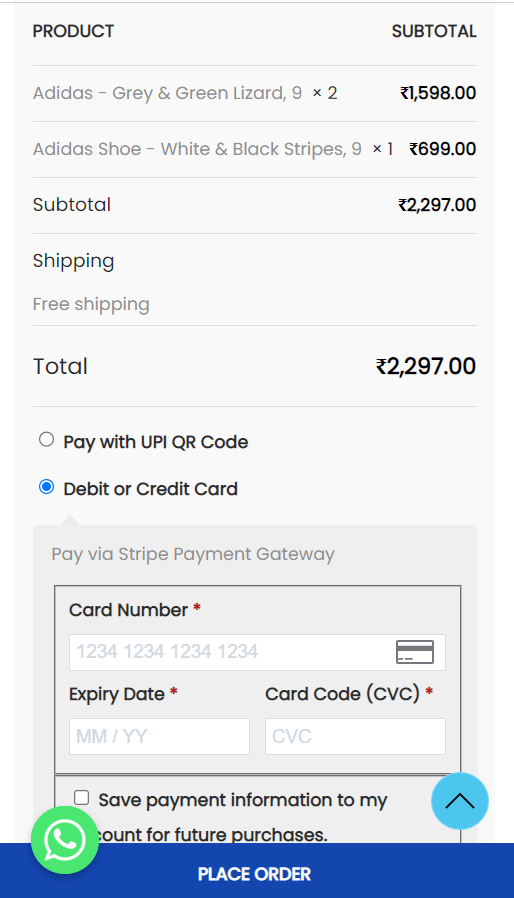 PRODUCT SUBTOTAL
Adidas - Grey & Green Lizard, 9 × 2 ₹1,598.00
Adidas Shoe - White & Black Stripes, 9 × 1 ₹699.00
Subtotal ₹2,297.00
Shipping
Free shipping
Total ₹2,297.00
Pay with UPI QR Code
Debit or Credit Card
Pay via Stripe Payment Gateway
Card Number *
1234 1234 1234 1234
Expiry Date * Card Code (CVC) *
MM / YY CVC
Save payment information to my
count for future purchases.
PLACE ORDER